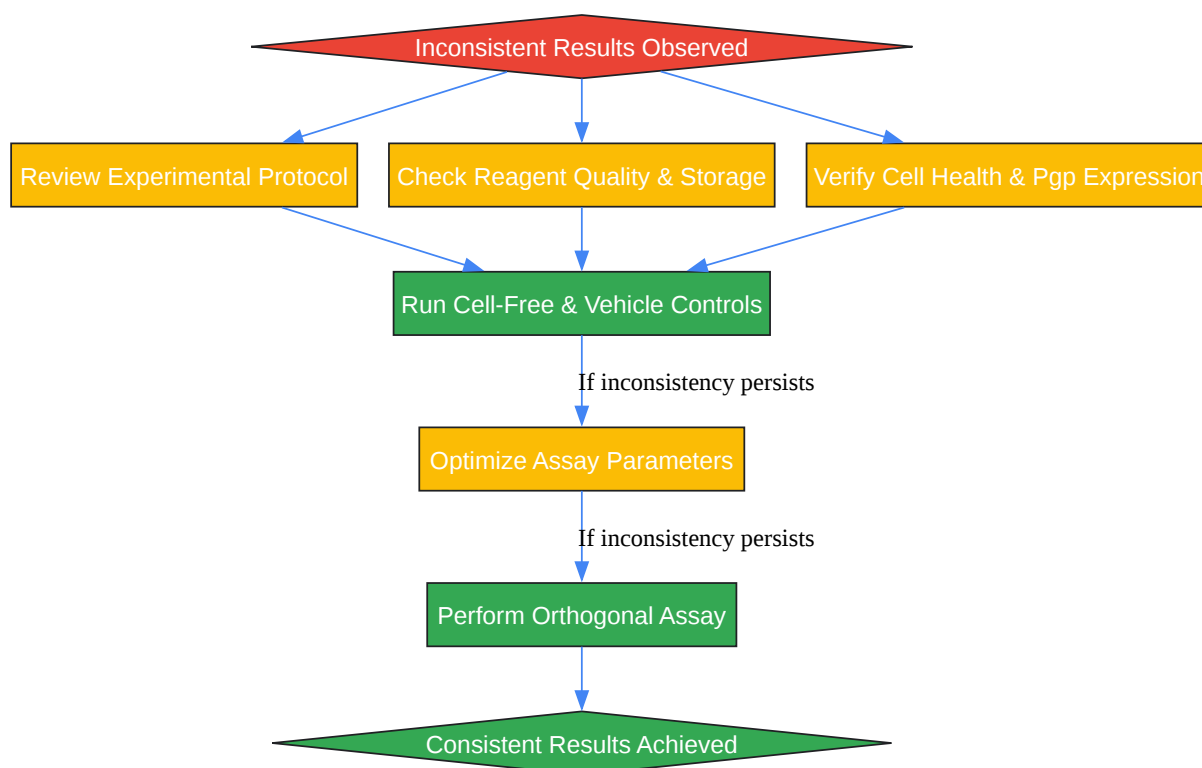 Inconsistent Results Observed
Review Experimental Protocol
Check Reagent Quality & Storage
Verify Cell Health & Pgp Expression
Run Cell-Free & Vehicle Controls
If inconsistency persists
Optimize Assay Parameters
If inconsistency persists
Perform Orthogonal Assay
Consistent Results Achieved